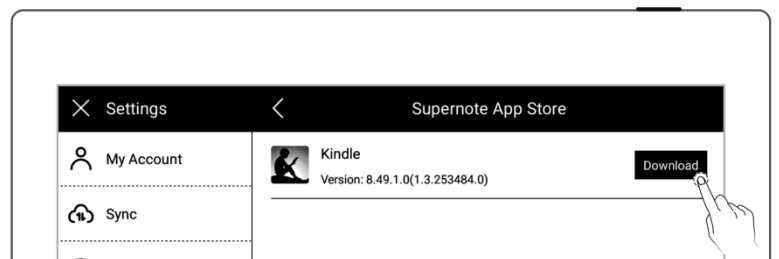 Settings
Supernote App Store
My Account
Kindle
Version: 8.49.1.0(1.3.253484.0)
Download
Sync